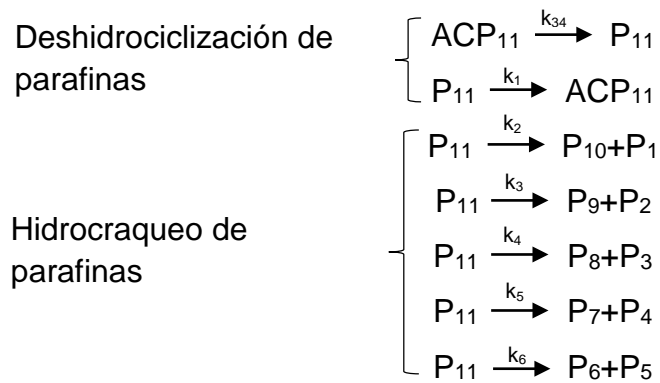 Deshidrociclización de parafinas
ACP₁₁ k₃₄ → P₁₁
P₁₁ k₁ → ACP₁₁
Hidrocraqueo de parafinas
P₁₁ k₂ → P₁₀+P₁
P₁₁ k₃ → P₉+P₂
P₁₁ k₄ → P₈+P₃
P₁₁ k₅ → P₇+P₄
P₁₁ k₆ → P₆+P₅